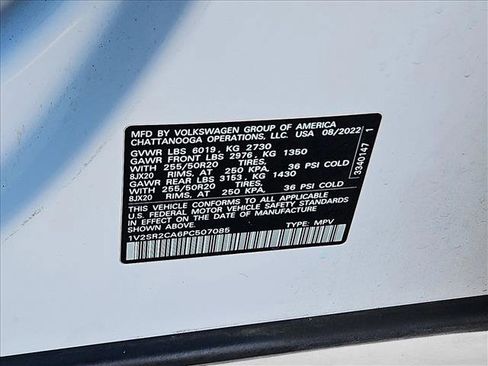 MFD BY VOLKSWAGEN GROUP OF AMERICA
CHATTANOOGA OPERATIONS, LLC. USA 08/2022
GVWR LBS 6019, KG 2730
GAWR FRONT LBS 2976, KG 1350
WITH 255/50R20 TIRES,
8JX20 RIMS, AT 250 KPA, 36 PSI COLD
GAWR REAR LBS 3153, KG 1430
WITH 255/50R20 TIRES,
8JX20 RIMS, AT 250 KPA, 36 PSI COLD
THIS VEHICLE CONFORMS TO ALL APPLICABLE
U.S. FEDERAL MOTOR VEHICLE SAFETY STANDARDS
IN EFFECT ON THE DATE OF MANUFACTURE
SHOWN ABOVE.
1V2SR2CA6PC507085 TYPE: MPV
3340147 1